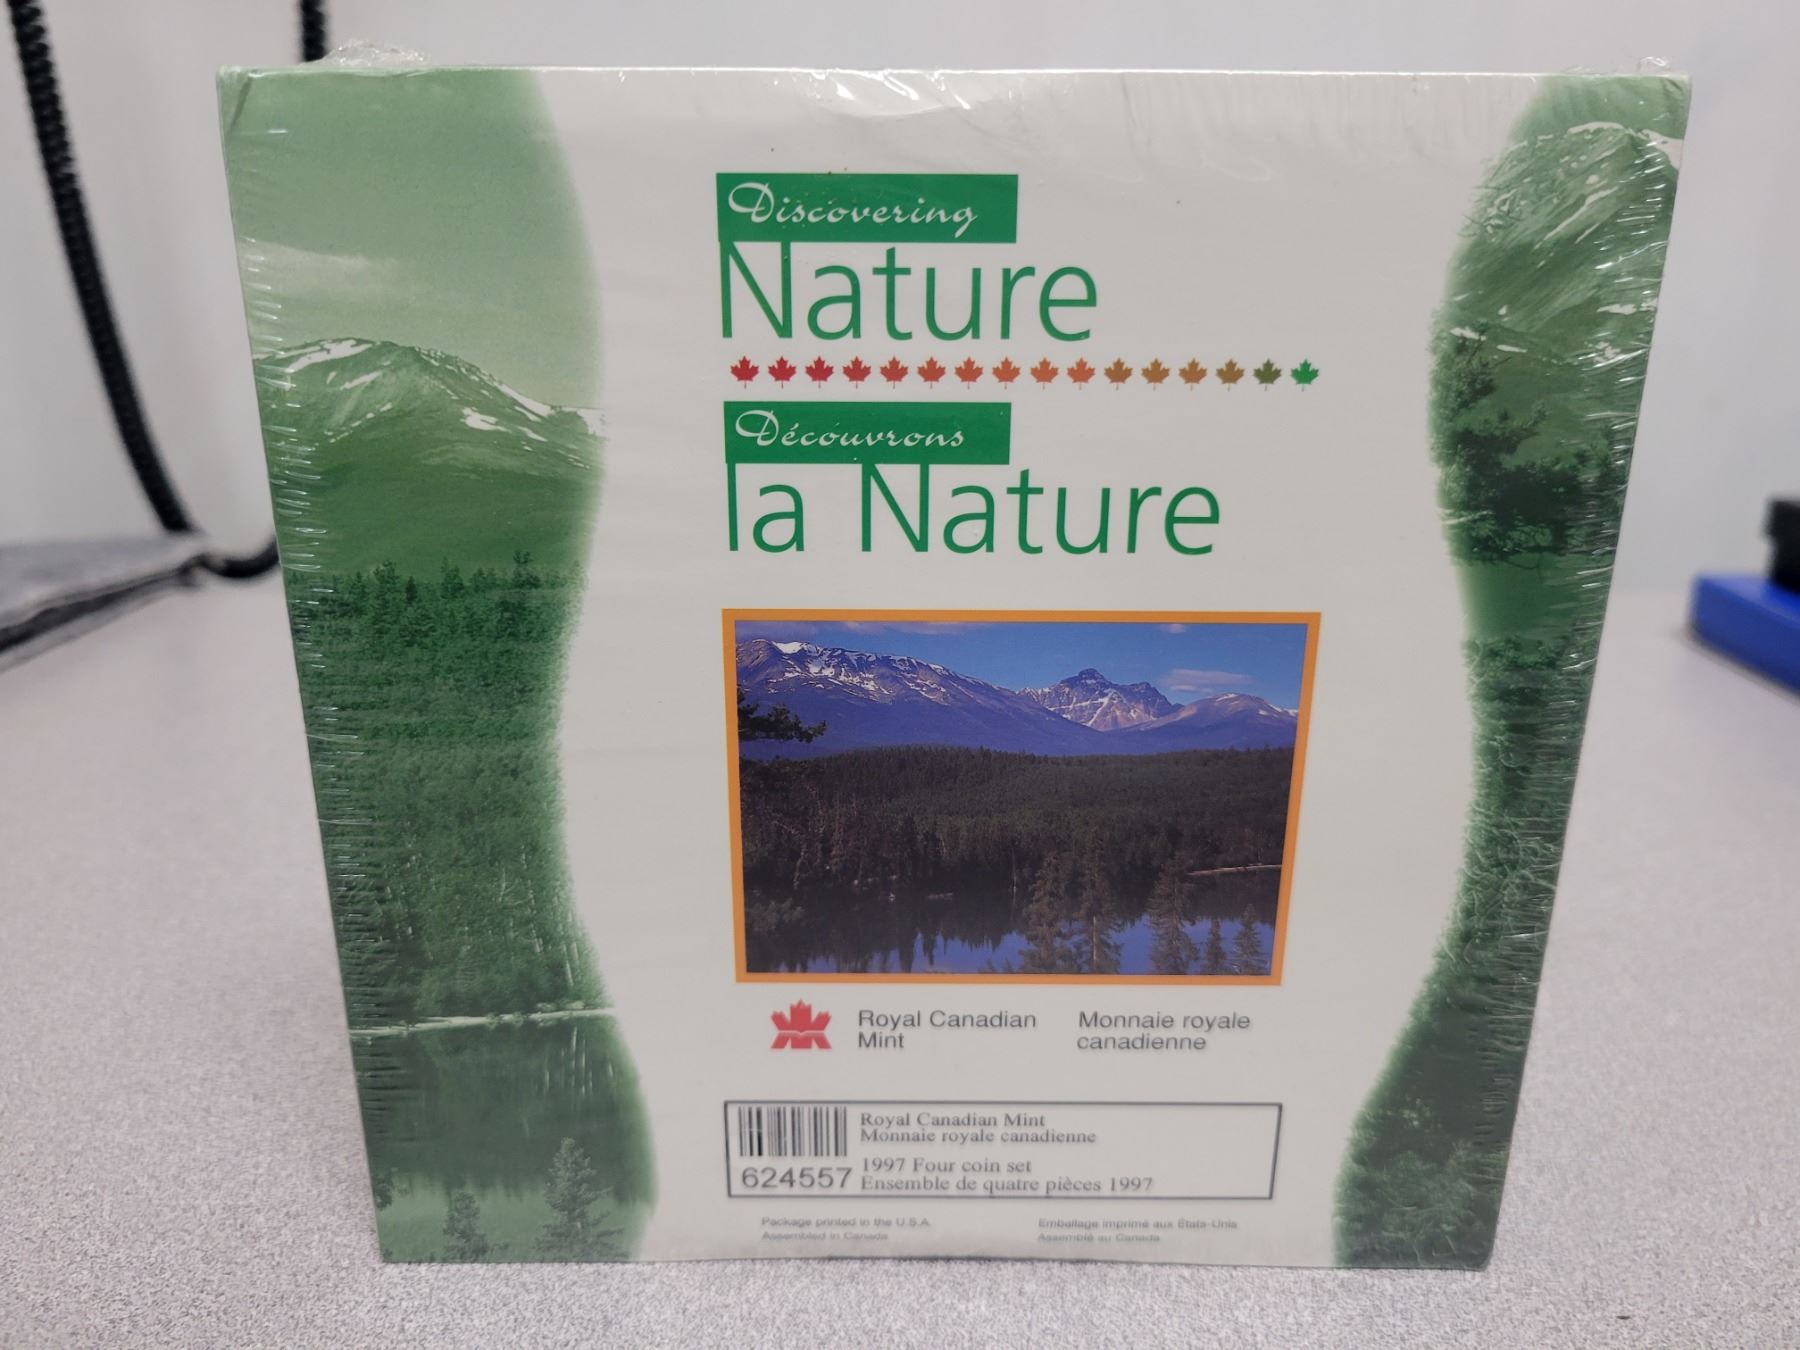 Discovering
Nature
Découvrons
la Nature
Royal Canadian
Mint
Monnaie royale
canadienne
Royal Canadian Mint
Monnaie royale canadienne
1997 Four coin set
624557
Ensemble de quatre pièces 1997
Package printed in the U.S.A.
Assembled in Canada
Emballage imprimé aux États-Unis
Assemblé au Canada